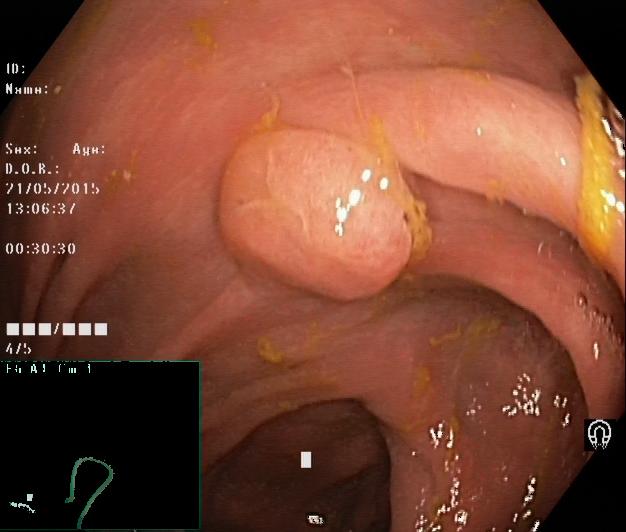 ID:
Name:
Sex: Age:
D.O.B.:
21/05/2015
13:06:37
00:30:30
■■■/■■■
4/5